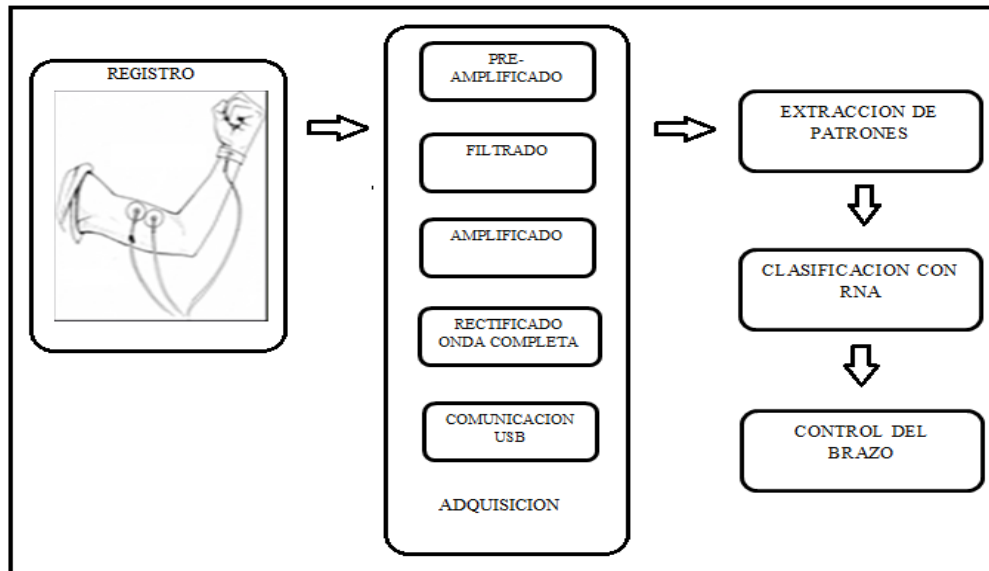 REGISTRO
PRE-
AMPLIFICADO
FILTRADO
AMPLIFICADO
RECTIFICADO
ONDA COMPLETA
COMUNICACION
USB
ADQUISICION
EXTRACCION DE
PATRONES
CLASIFICACION CON
RNA
CONTROL DEL
BRAZO